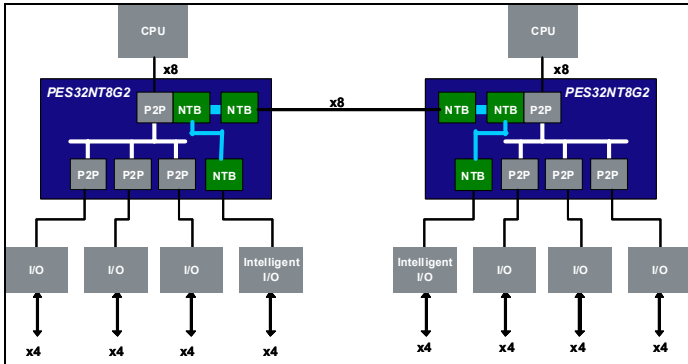 CPU CPU
x8 x8
PES32NT8G2 PES32NT8G2
P2P NTB NTB x8 NTB NTB P2P
P2P P2P P2P NTB NTB P2P P2P P2P
I/O I/O I/O Intelligent I/O Intelligent I/O I/O I/O I/O
x4 x4 x4 x4 x4 x4 x4 x4